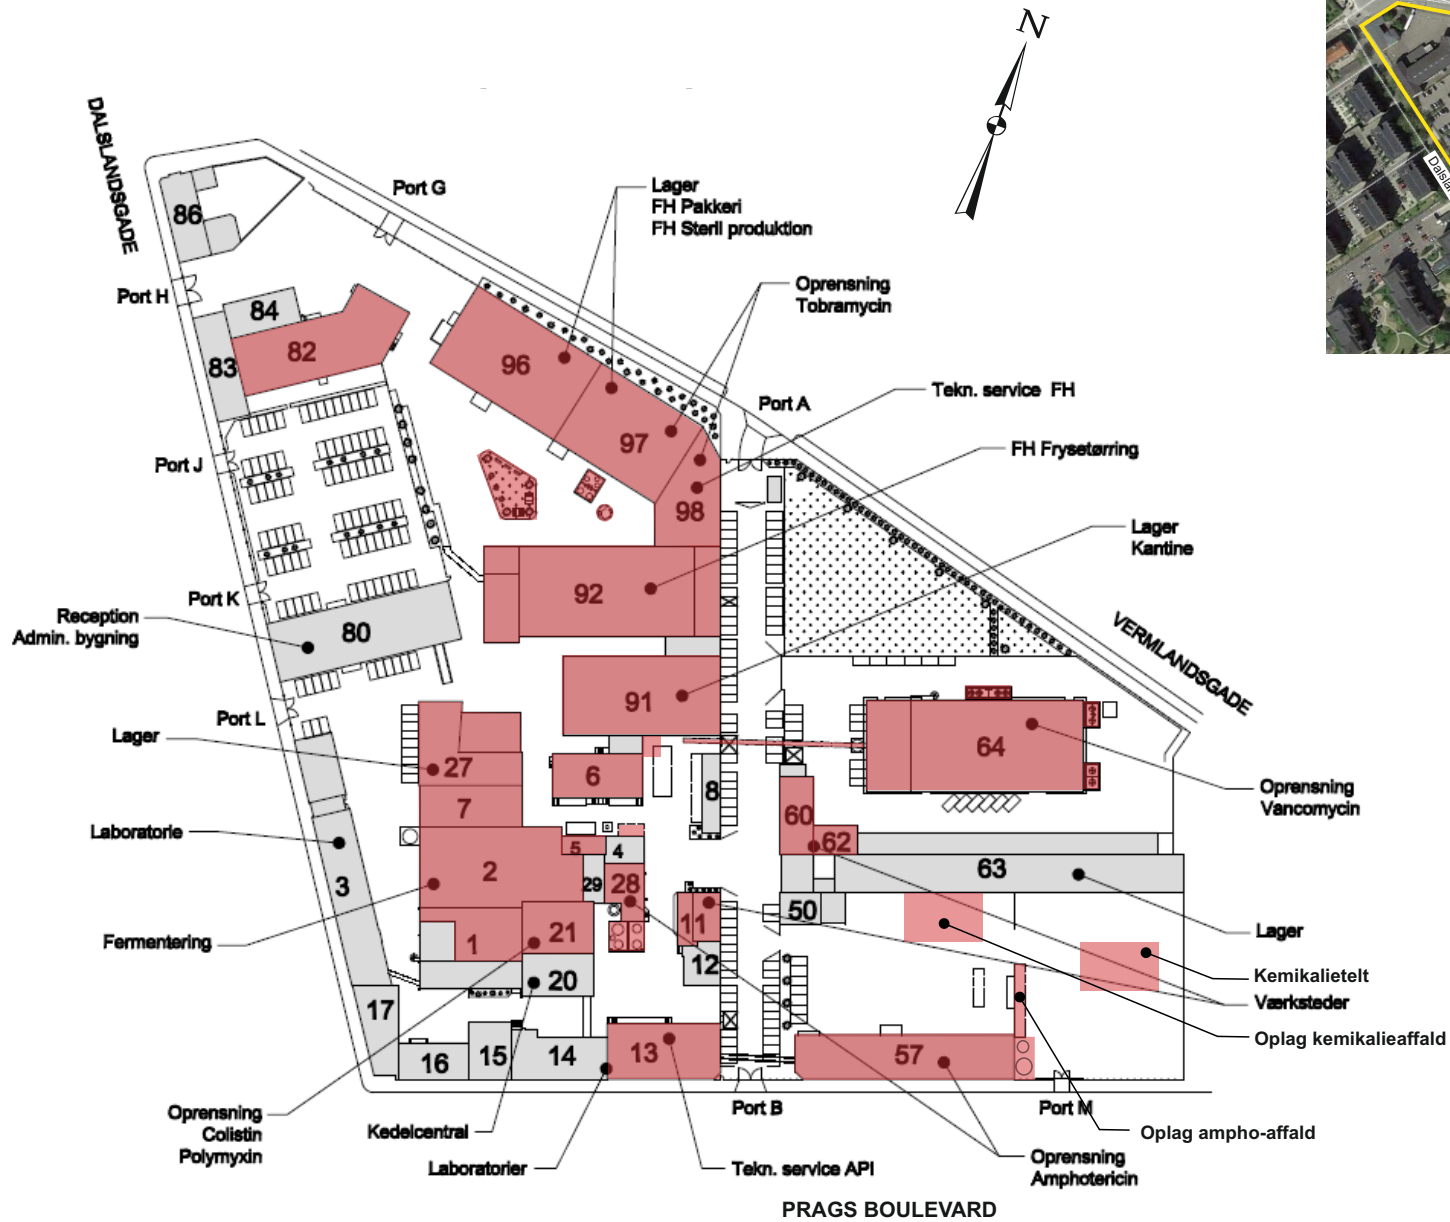 N
DALSLANDSGADE
Port G
Lager
FH Pakkeri
FH Steril produktion
86
Port H
Oprensning
Tobramycin
84
82
83
96
Port A
Tekn. service FH
97
FH Frysetørring
Port J
98
Lager
Kantine
92
Port K
Reception
Admin. bygning
80
VERMLANDSGADE
91
Port L
Lager
64
27
6
Oprensning
Vancomycin
8
7
60
Laboratorie
62
5
4
63
2
3
29
28
50
11
Fermentering
21
Lager
1
12
20
Kemikalietelt
Værksteder
17
Oplag kemikalieaffald
16
15
14
13
57
Port B
Port M
Oprensning
Colistin
Polymyxin
Kedelcentral
Oplag ampho-affald
Laboratorier
Tekn. service API
Oprensning
Amphotericin
PRAGS BOULEVARD